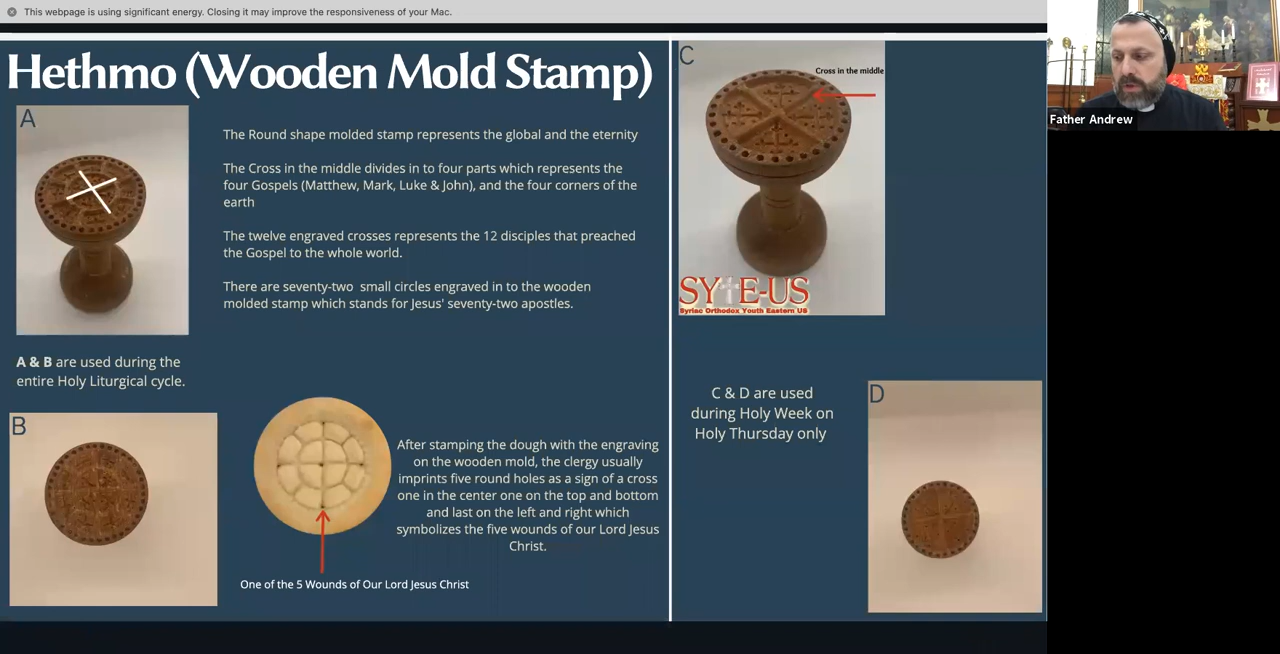 This webpage is using significant energy. Closing it may improve the responsiveness of your Mac.
Hethmo (Wooden Mold Stamp)
A
The Round shape molded stamp represents the global and the eternity
The Cross in the middle divides in to four parts which represents the
four Gospels (Matthew, Mark, Luke & John), and the four corners of the
earth
The twelve engraved crosses represents the 12 disciples that preached
the Gospel to the whole world.
There are seventy-two small circles engraved in to the wooden
molded stamp which stands for Jesus' seventy-two apostles.
A & B are used during the
entire Holy Liturgical cycle.
B
After stamping the dough with the engraving
on the wooden mold, the clergy usually
imprints five round holes as a sign of a cross
one in the center one on the top and bottom
and last on the left and right which
symbolizes the five wounds of our Lord Jesus
Christ.
One of the 5 Wounds of Our Lord Jesus Christ
C
Cross in the middle
SY†E-US
Syriac Orthodox Youth Eastern US
C & D are used
during Holy Week on
Holy Thursday only
D
Father Andrew